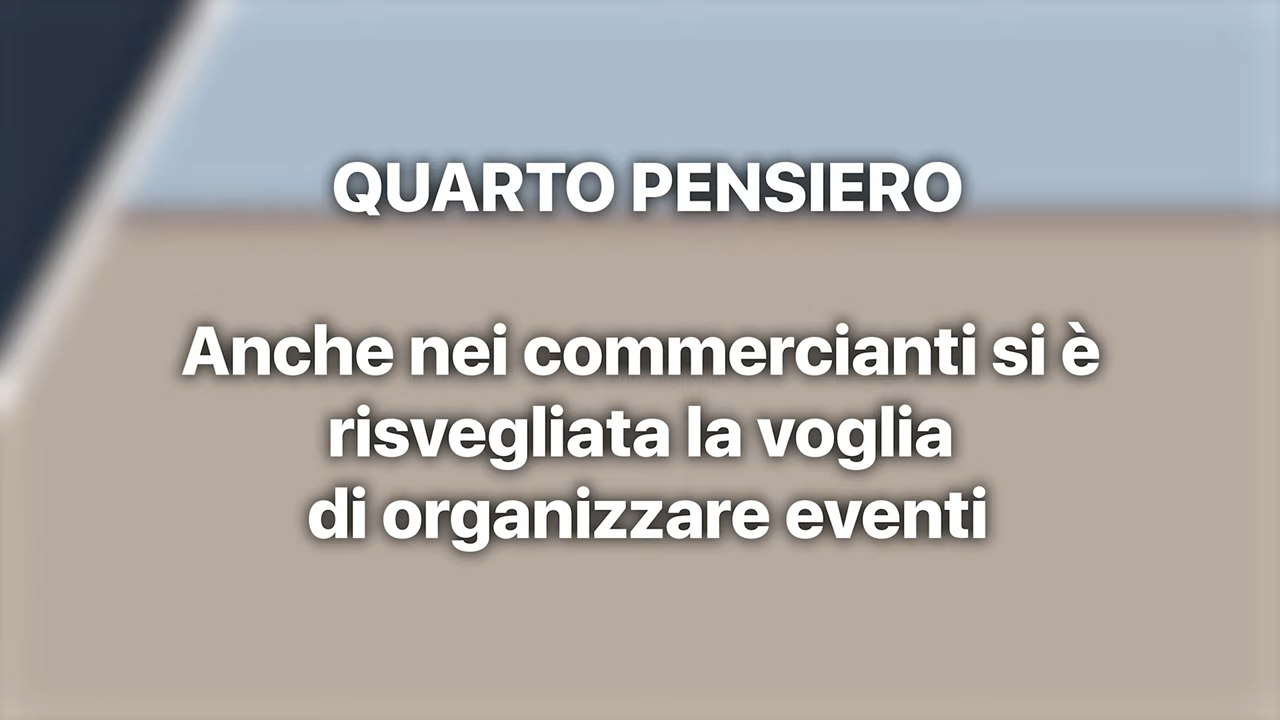 QUARTO PENSIERO
Anche nei commercianti si è
risvegliata la voglia
di organizzare eventi